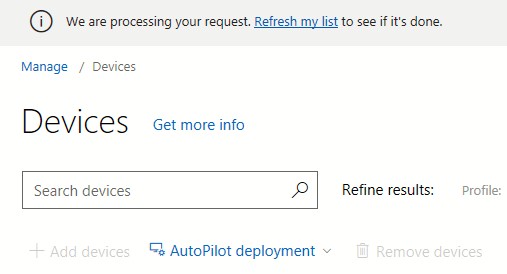 We are processing your request. Refresh my list to see if it's done.
Manage / Devices
Devices Get more info
Search devices Refine results: Profile:
+ Add devices AutoPilot deployment Remove devices